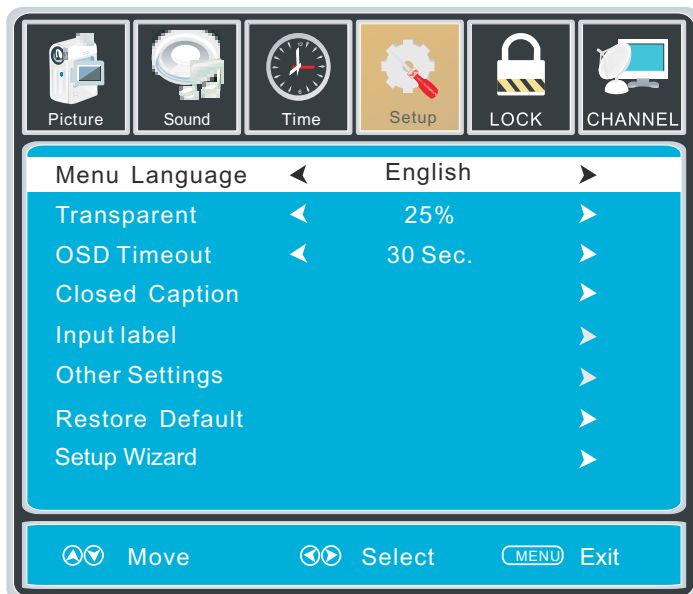 Picture Sound Time Setup LOCK CHANNEL
Menu Language English
Transparent 25%
OSD Timeout 30 Sec.
Closed Caption
Input label
Other Settings
Restore Default
Setup Wizard
Move Select MENU Exit